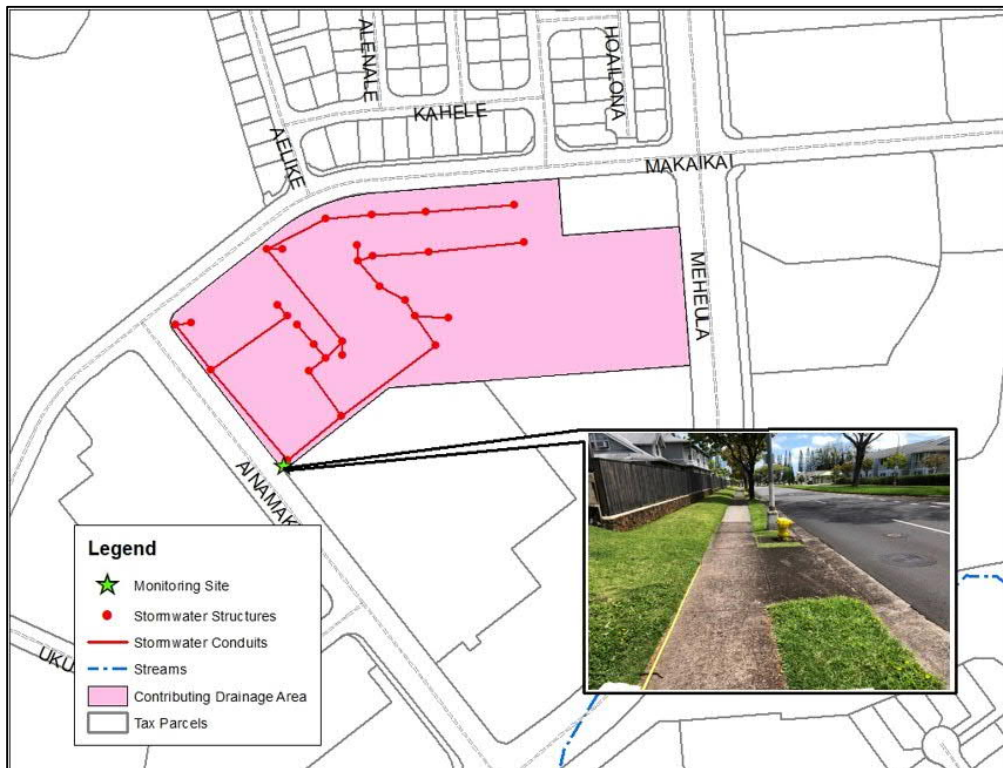 ALENALE
HOAILONA
KAHELE
AELIKE
MAKAIKAI
MEHEULA
AINAMAK
UKU
Legend
Monitoring Site
Stormwater Structures
Stormwater Conduits
Streams
Contributing Drainage Area
Tax Parcels